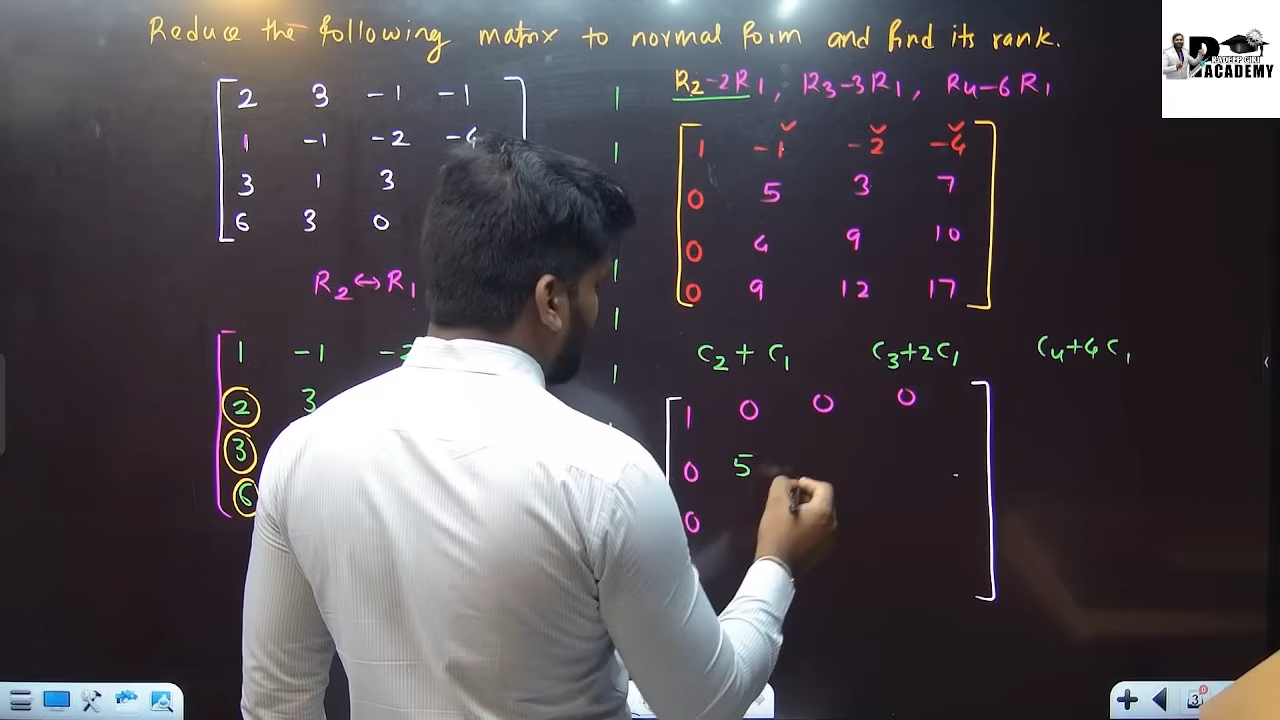 Reduce the following matrix to normal form and find its rank.
2 3 -1 -1
1 -1 -2 -4
3 1 3
6 3 0
R2 ↔ R1
1 -1 -2
2 3
3
6
R2-2R1, R3-3R1, R4-6R1
1 -1 -2 -4
0 5 3 7
0 4 9 10
0 9 12 17
C2 + C1 C3+2C1 C4+4C1
1 0 0 0
0 5
0
ACADEMY